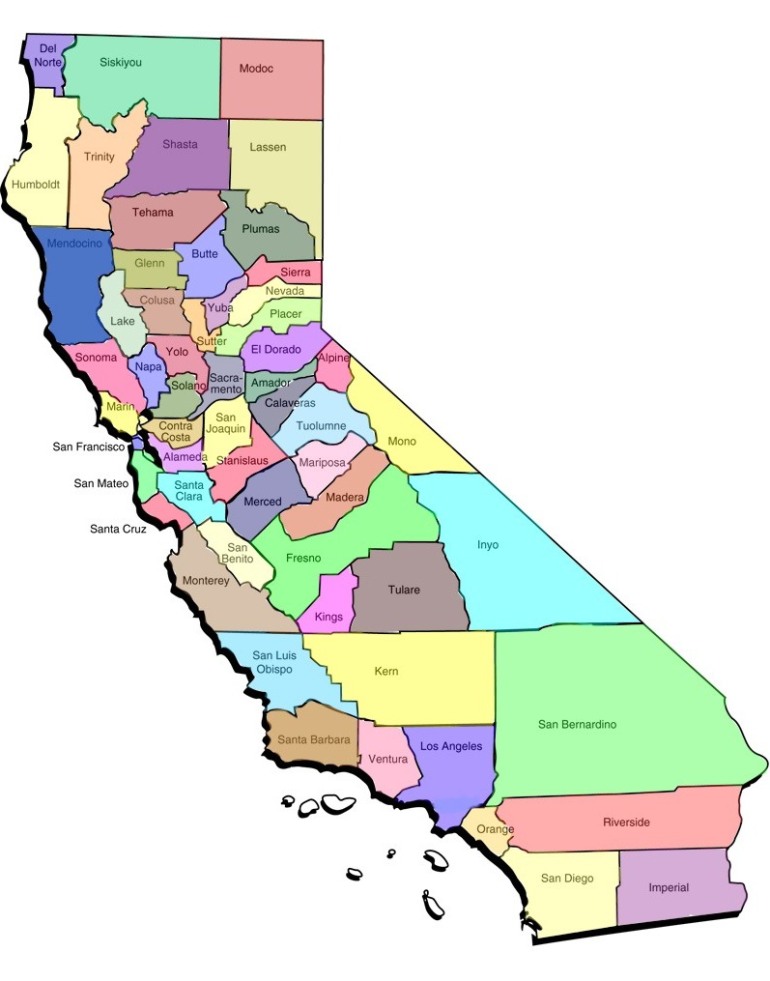 Del
Norte
Siskiyou
Modoc
Shasta
Lassen
Trinity
Humboldt
Tehama
Plumas
Mendocino
Butte
Glenn
Sierra
Nevada
Colusa
Yuba
Placer
Lake
Sutter
El Dorado
Yolo
Sonoma
Alpine
Napa
Sacra-
mento
Solano
Amador
Calaveras
Marin
San
Joaquin
Contra
Costa
Tuolumne
Mono
San Francisco
Alameda
Stanislaus
Mariposa
San Mateo
Santa
Clara
Merced
Madera
Santa Cruz
San
Benito
Inyo
Fresno
Monterey
Tulare
Kings
San Luis
Obispo
Kern
San Bernardino
Santa Barbara
Los Angeles
Ventura
Orange
Riverside
San Diego
Imperial